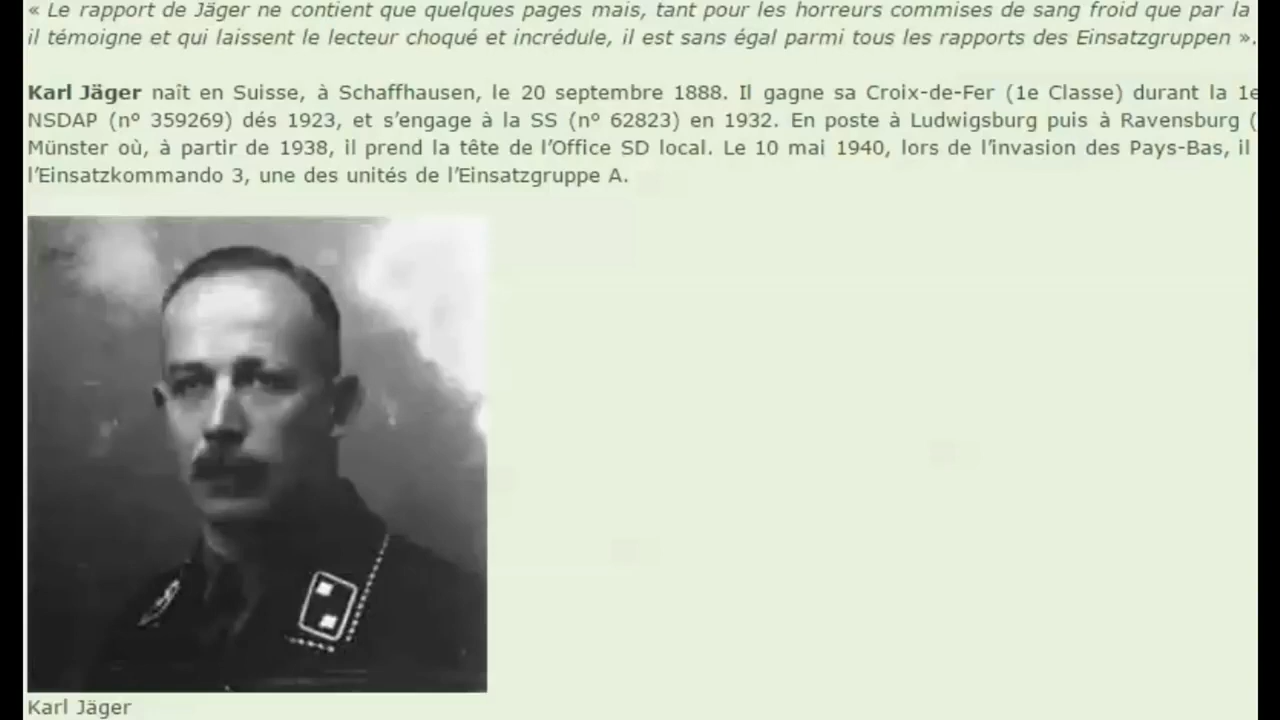 « Le rapport de Jäger ne contient que quelques pages mais, tant pour les horreurs commises de sang froid que par la
il témoigne et qui laissent le lecteur choqué et incrédule, il est sans égal parmi tous les rapports des Einsatzgruppen ».
Karl Jäger naît en Suisse, à Schaffhausen, le 20 septembre 1888. Il gagne sa Croix-de-Fer (1e Classe) durant la 1e
NSDAP (nº 359269) dés 1923, et s’engage à la SS (nº 62823) en 1932. En poste à Ludwigsburg puis à Ravensburg (
Münster où, à partir de 1938, il prend la tête de l’Office SD local. Le 10 mai 1940, lors de l’invasion des Pays-Bas, il
l’Einsatzkommando 3, une des unités de l’Einsatzgruppe A.
Karl Jäger